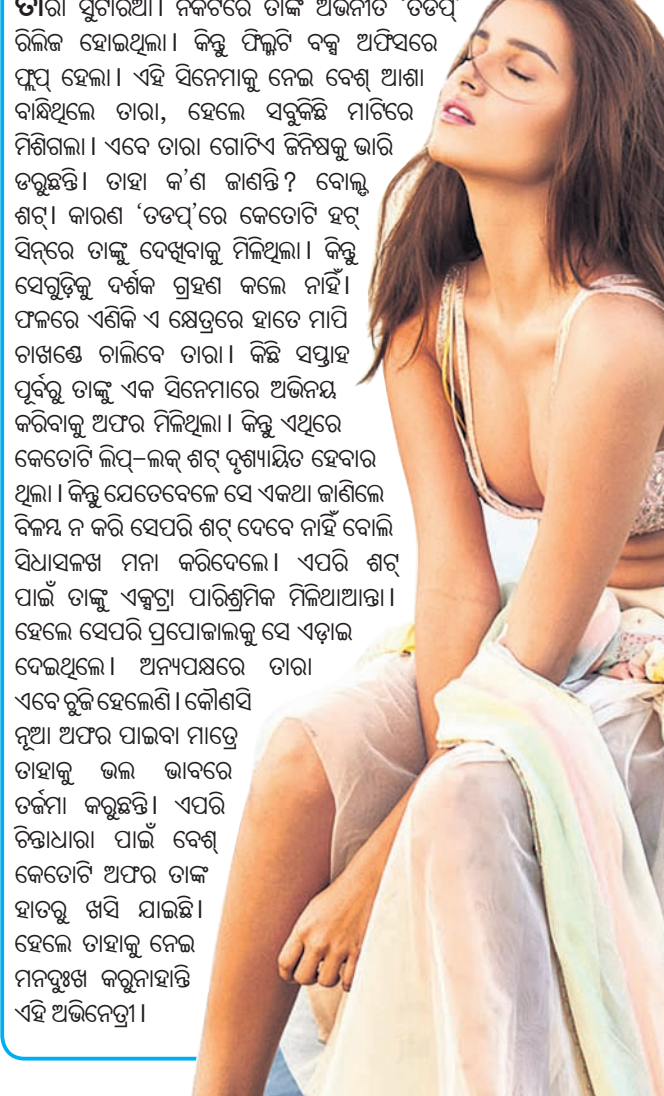 ତାରା ସୁଟାରିଆ। ନିକଟରେ ତାଙ୍କ ଅଭିନୀତ ‘ତଡପ୍’
ରିଲିଜ ହୋଇଥିଲା। କିନ୍ତୁ ଫିଲ୍ମଟି ବକ୍ସ ଅଫିସରେ
ଫ୍ଲପ୍ ହେଲା। ଏହି ସିନେମାକୁ ନେଇ ବେଶ୍ ଆଶା
ବାନ୍ଧିଥିଲେ ତାରା, ହେଲେ ସବୁକିଛି ମାଟିରେ
ମିଶିଗଲା। ଏବେ ତାରା ଗୋଟିଏ ଜିନିଷକୁ ଭାରି
ଡରୁଛନ୍ତି। ତାହା କ’ଣ ଜାଣନ୍ତି? ବୋଲ୍ଡ
ଶଟ୍। କାରଣ ‘ତଡପ୍’ରେ କେତୋଟି ହଟ୍
ସିନ୍‌ରେ ତାଙ୍କୁ ଦେଖିବାକୁ ମିଳିଥିଲା। କିନ୍ତୁ
ସେଗୁଡ଼ିକୁ ଦର୍ଶକ ଗ୍ରହଣ କଲେ ନାହିଁ।
ଫଳରେ ଏଣିକି ଏ କ୍ଷେତ୍ରରେ ହାତେ ମାପି
ଚାଖଣ୍ଡେ ଚାଲିବେ ତାରା। କିଛି ସପ୍ତାହ
ପୂର୍ବରୁ ତାଙ୍କୁ ଏକ ସିନେମାରେ ଅଭିନୟ
କରିବାକୁ ଅଫର ମିଳିଥିଲା। କିନ୍ତୁ ଏଥିରେ
କେତୋଟି ଲିପ୍-ଲକ୍ ଶଟ୍ ଦୃଶ୍ୟାୟିତ ହେବାର
ଥିଲା। କିନ୍ତୁ ଯେତେବେଳେ ସେ ଏକଥା ଜାଣିଲେ
ବିଳମ୍ବ ନ କରି ସେପରି ଶଟ୍ ଦେବେ ନାହିଁ ବୋଲି
ସିଧାସଳଖ ମନା କରିଦେଲେ। ଏପରି ଶଟ୍
ପାଇଁ ତାଙ୍କୁ ଏକ୍ସଟ୍ରା ପାରିଶ୍ରମିକ ମିଳିଥାଆନ୍ତା।
ହେଲେ ସେପରି ପ୍ରପୋଜାଲକୁ ସେ ଏଡ଼ାଇ
ଦେଇଥିଲେ। ଅନ୍ୟପକ୍ଷରେ ତାରା
ଏବେ ଚୁଜି ହେଲେଣି। କୌଣସି
ନୂଆ ଅଫର ପାଇବା ମାତ୍ରେ
ତାହାକୁ ଭଲ ଭାବରେ
ତର୍ଜମା କରୁଛନ୍ତି। ଏପରି
ଚିନ୍ତାଧାରା ପାଇଁ ବେଶ୍
କେତୋଟି ଅଫର ତାଙ୍କ
ହାତରୁ ଖସି ଯାଇଛି।
ହେଲେ ତାହାକୁ ନେଇ
ମନଦୁଃଖ କରୁନାହାନ୍ତି
ଏହି ଅଭିନେତ୍ରୀ।